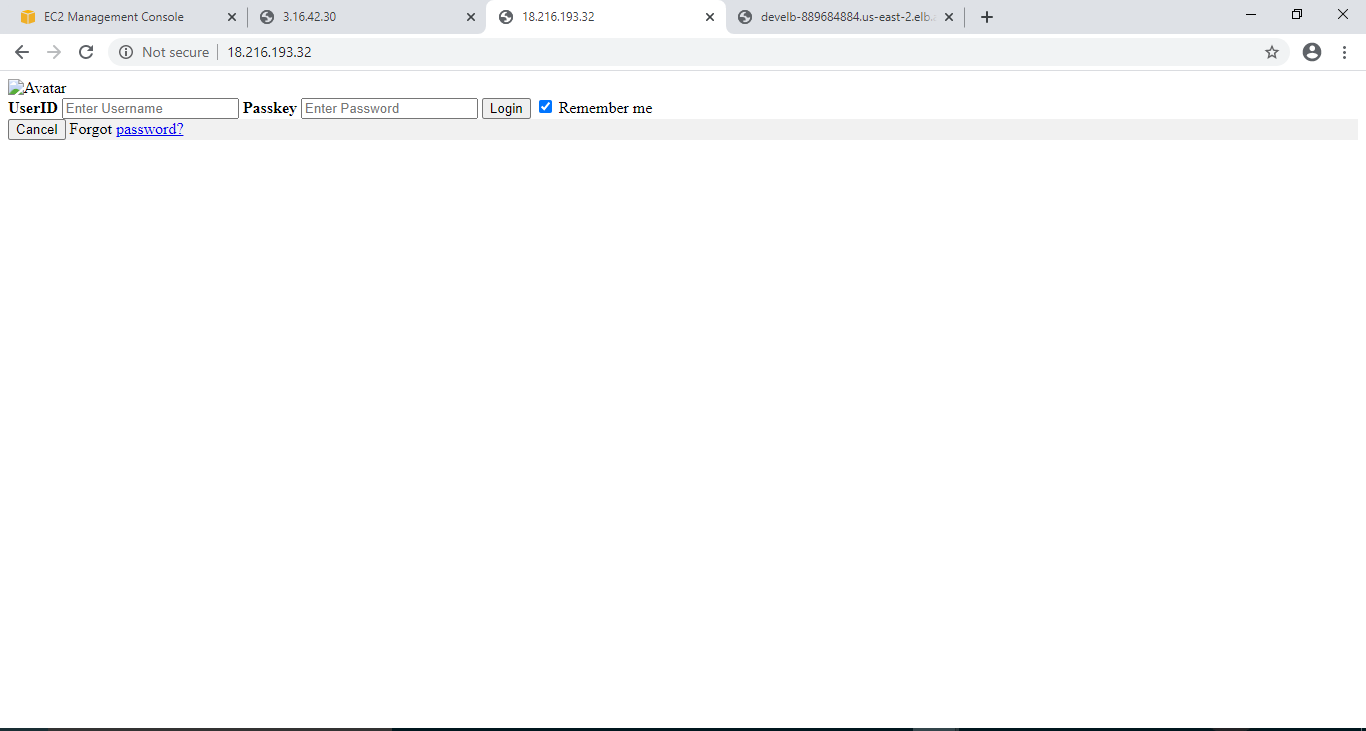 EC2 Management Console
3.16.42.30
18.216.193.32
develb-889684884.us-east-2.elb.
Not secure 18.216.193.32
Avatar
UserID Enter Username Passkey Enter Password Login Remember me
Cancel Forgot password?